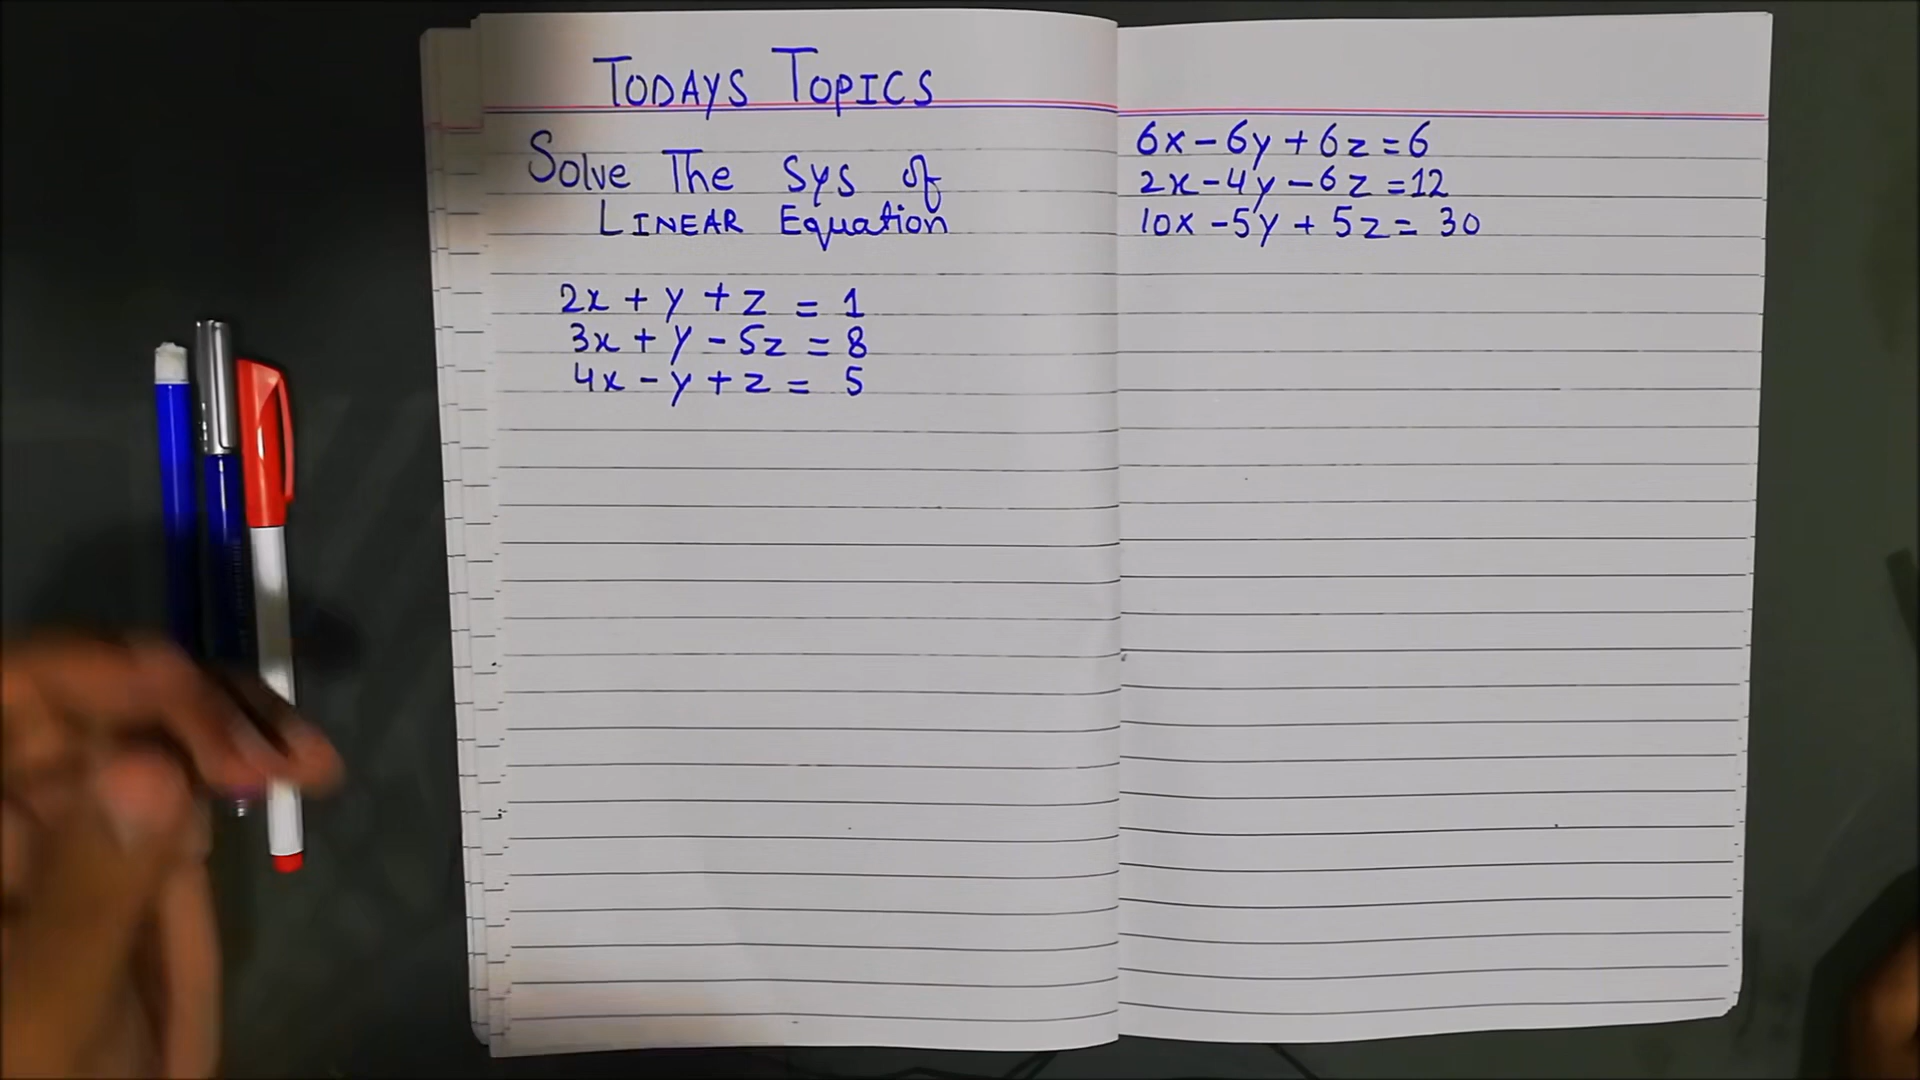 TODAYS TOPICS
Solve The Sys of
LINEAR Equation
2x + y + z = 1
3x + y - 5z = 8
4x - y + z = 5
6x - 6y + 6z = 6
2x - 4y - 6z = 12
10x - 5y + 5z = 30